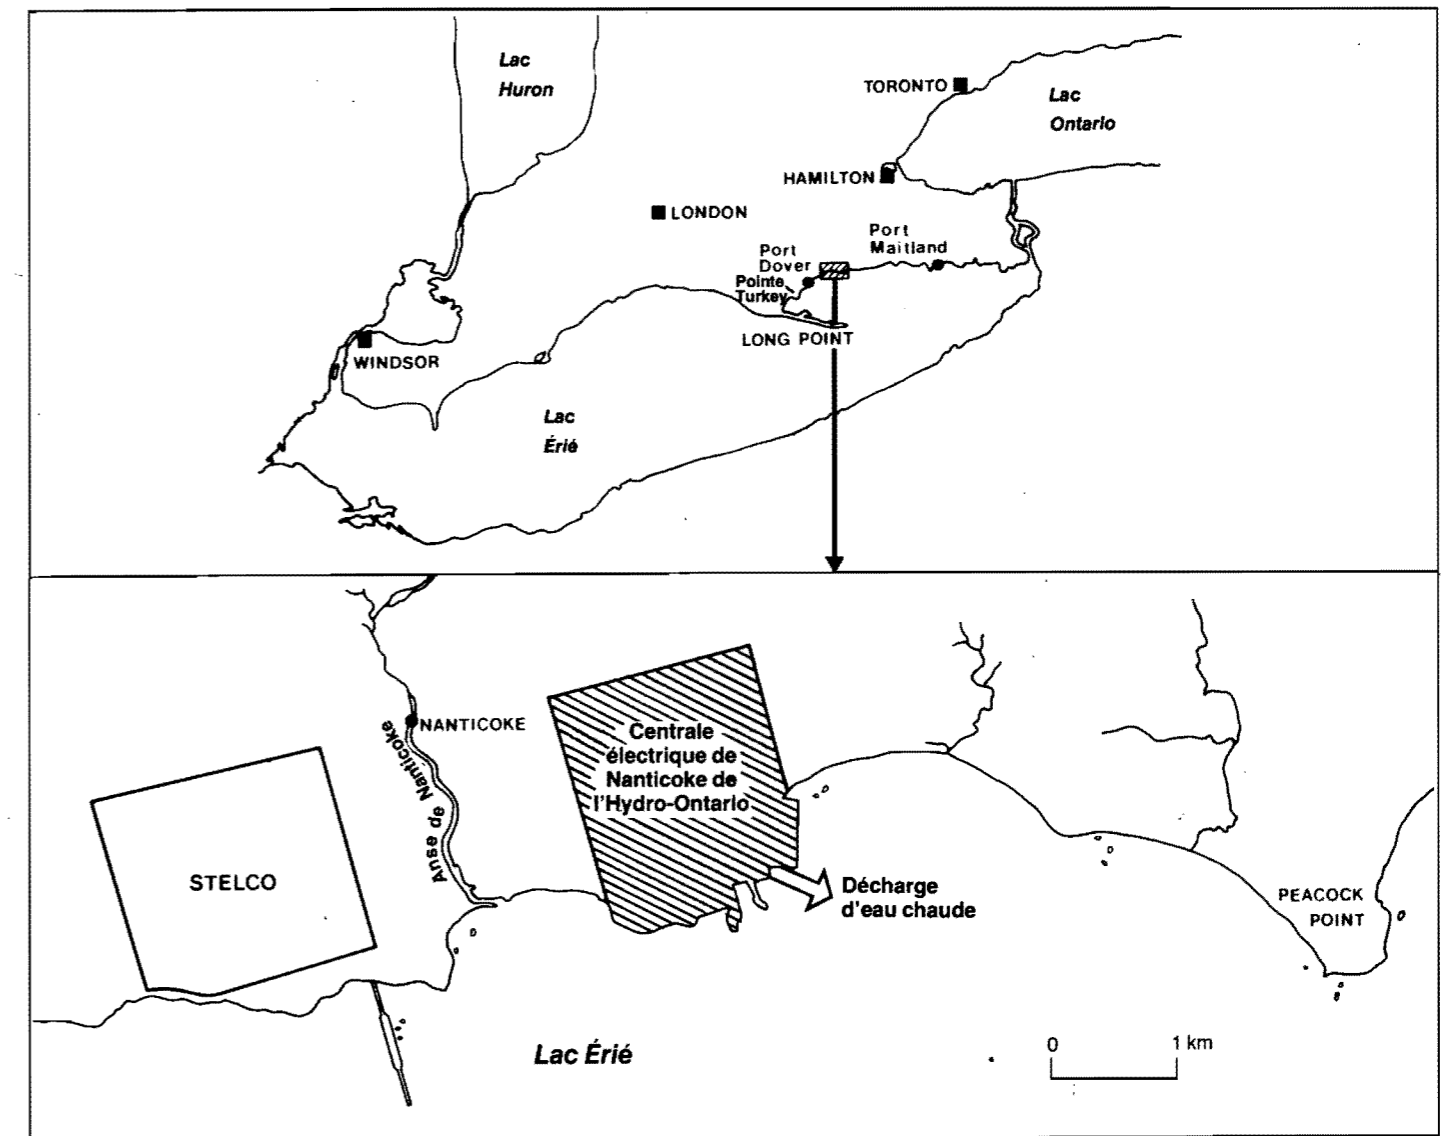 Lac
Huron
TORONTO
Lac
Ontario
HAMILTON
LONDON
Port
Maitland
Port
Dover
Pointe
Turkey
LONG POINT
WINDSOR
Lac
Érié
NANTICOKE
Anse de Nanticoke
Centrale
électrique de
Nanticoke de
l'Hydro-Ontario
STELCO
Décharge
d'eau chaude
PEACOCK
POINT
Lac Érié
0 1 km